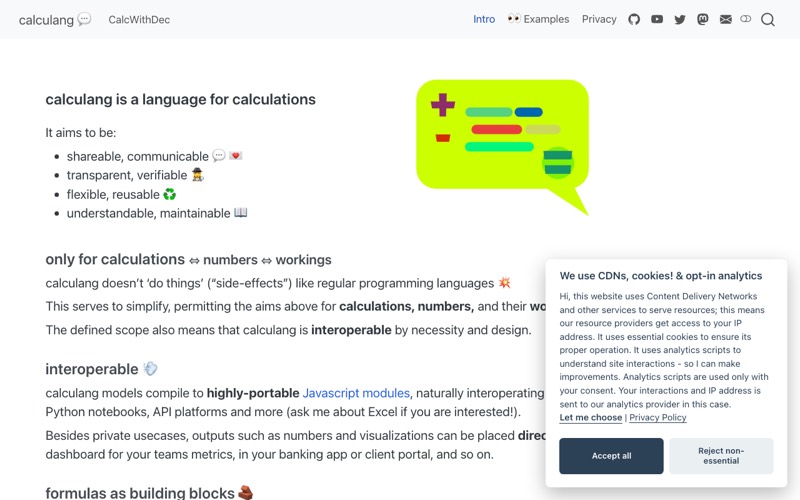 calculang 💬 CalcWithDec Intro 👀 Examples Privacy
calculang is a language for calculations
It aims to be:
shareable, communicable 💬 💌
transparent, verifiable 🕵️
flexible, reusable ♻️
understandable, maintainable 📖
only for calculations ⇔ numbers ⇔ workings
calculang doesn’t ‘do things’ (“side-effects”) like regular programming languages 💥
This serves to simplify, permitting the aims above for calculations, numbers, and their
The defined scope also means that calculang is interoperable by necessity and design.
interoperable 💨
calculang models compile to highly-portable Javascript modules, naturally interoperating
Python notebooks, API platforms and more (ask me about Excel if you are interested!).
Besides private usecases, outputs such as numbers and visualizations can be placed
dashboard for your teams metrics, in your banking app or client portal, and so on.
formulas as building blocks 🧱
We use CDNs, cookies! & opt-in analytics
Hi, this website uses Content Delivery Networks
and other services to serve resources; this means
our resource providers get access to your IP
address. It uses essential cookies to ensure its
proper operation. It uses analytics scripts to
understand site interactions - so I can make
improvements. Analytics scripts are used only with
your consent. Your interactions and IP address is
sent to our analytics provider in this case.
Let me choose | Privacy Policy
Accept all
Reject non-
essential